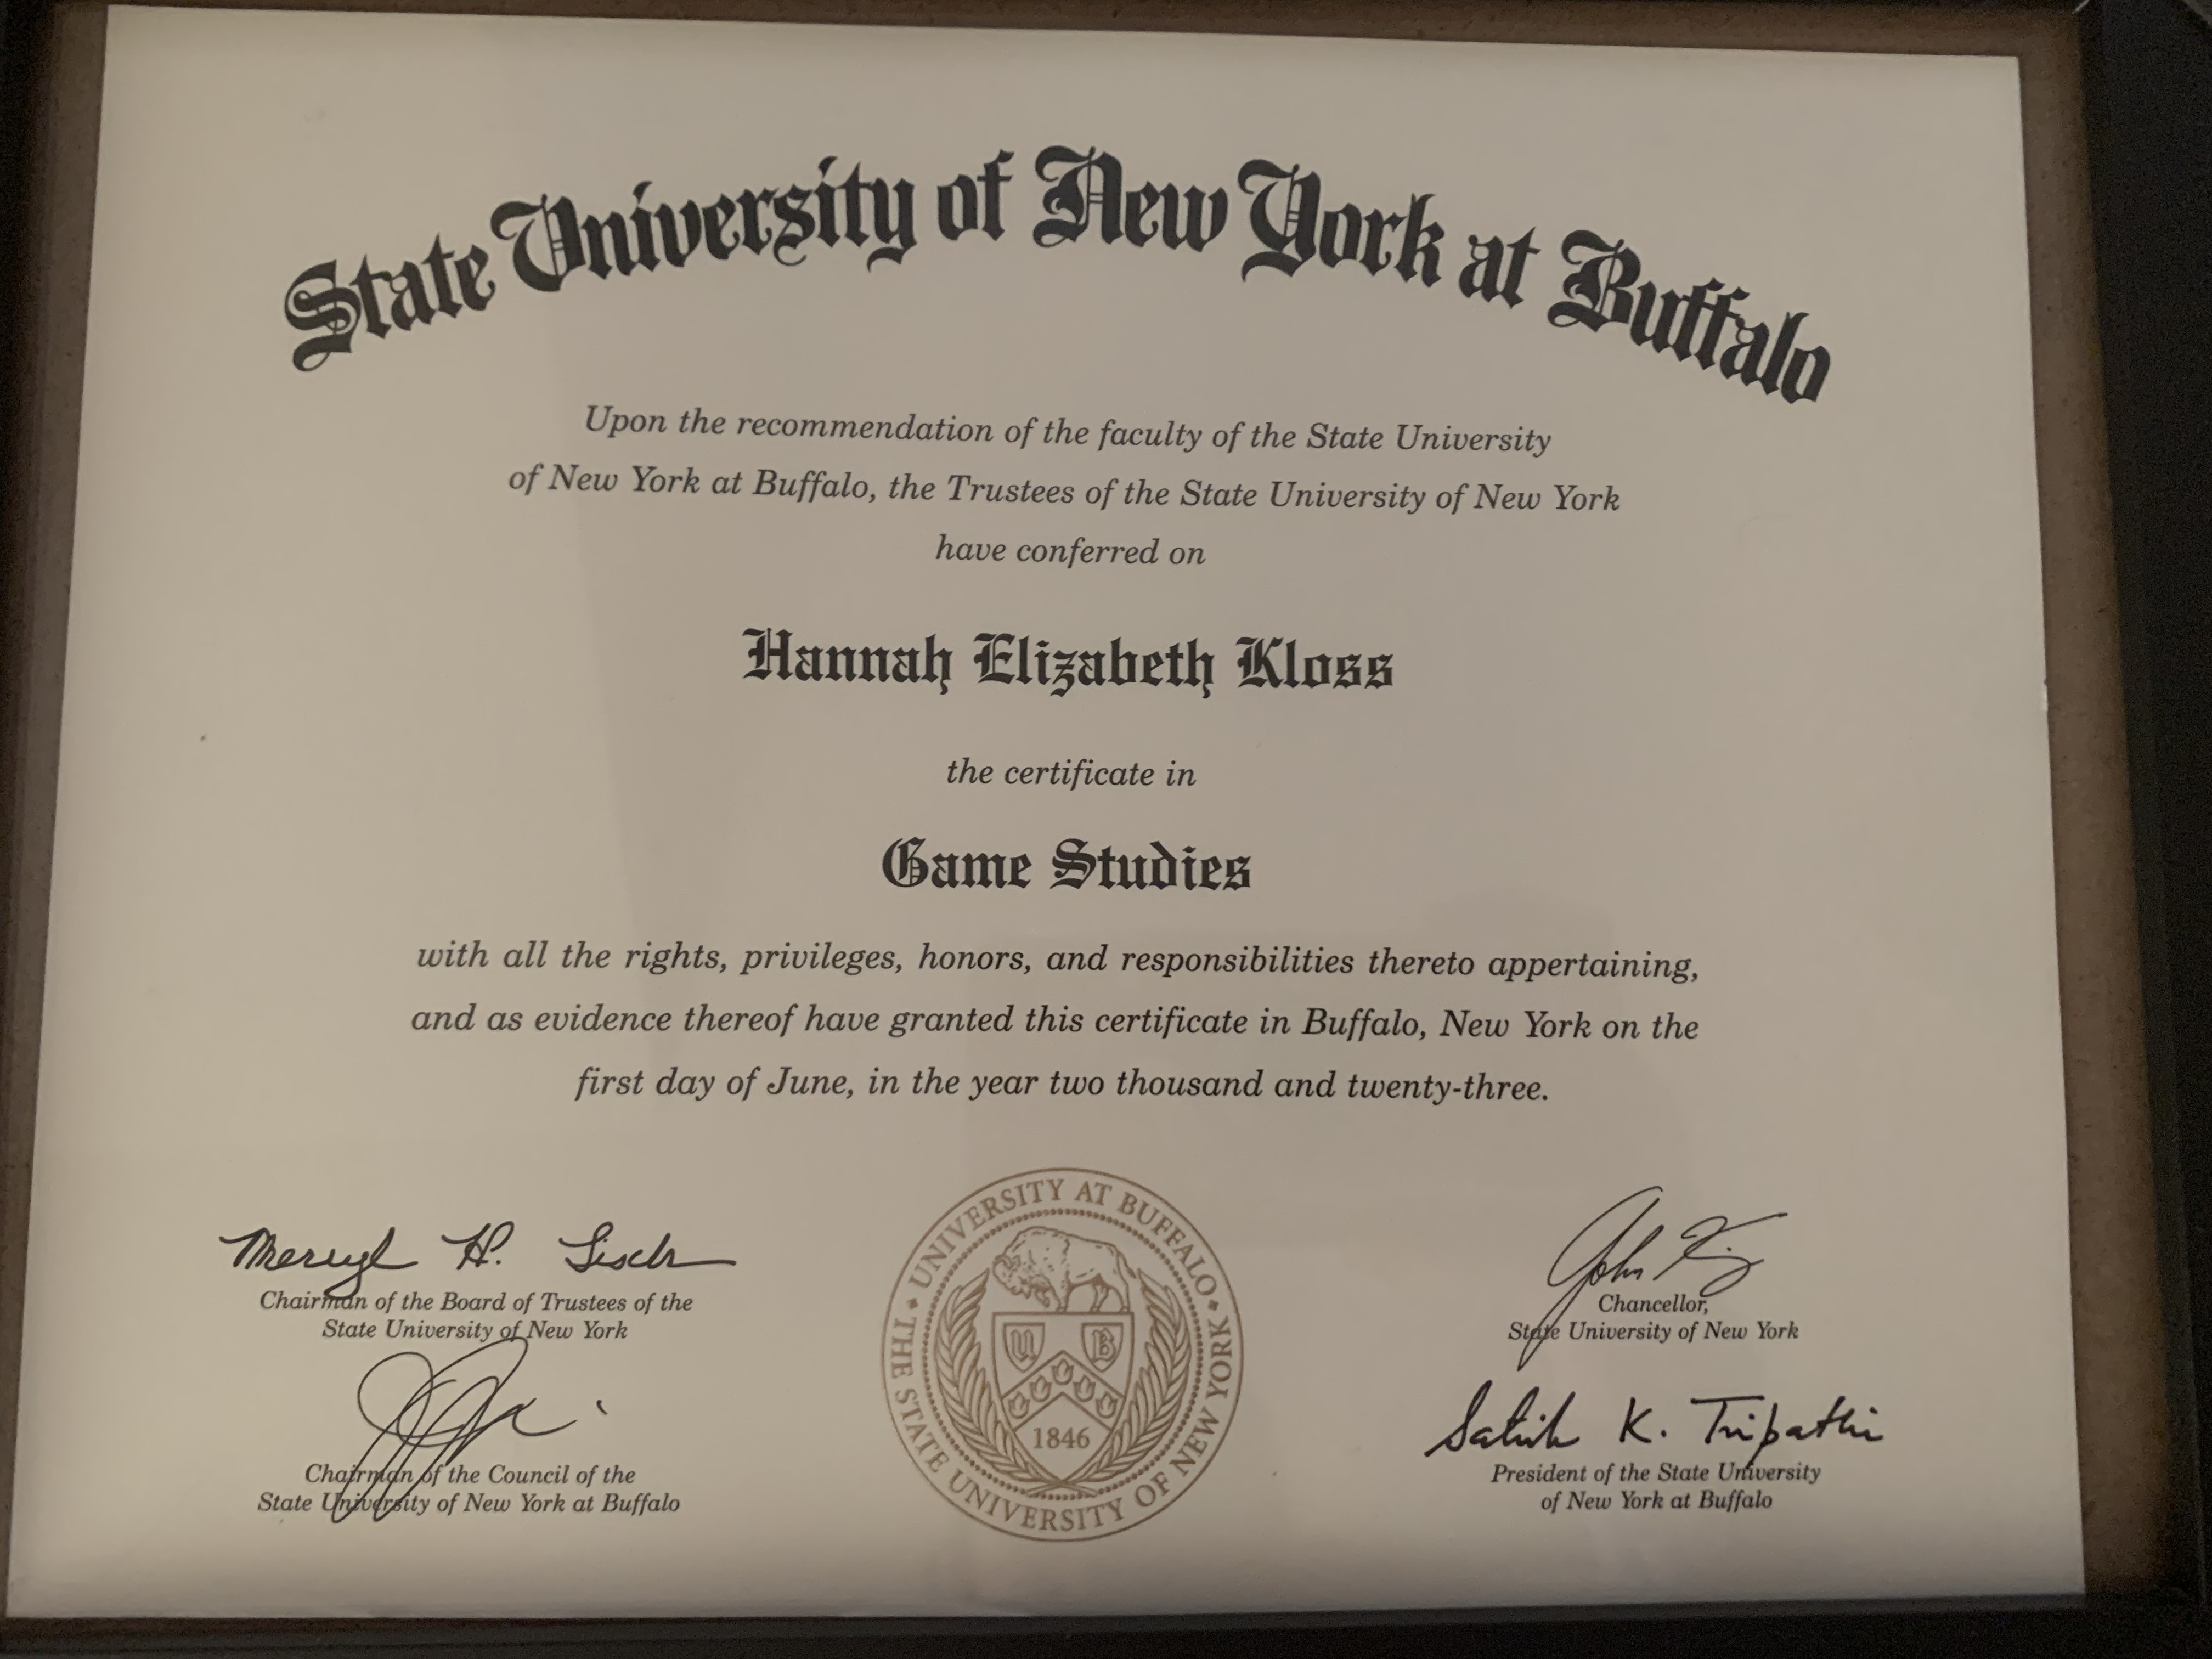 State University of New York at Buffalo
Upon the recommendation of the faculty of the State University
of New York at Buffalo, the Trustees of the State University of New York
have conferred on
Hannah Elizabeth Kloss
the certificate in
Game Studies
with all the rights, privileges, honors, and responsibilities thereto appertaining,
and as evidence thereof have granted this certificate in Buffalo, New York on the
first day of June, in the year two thousand and twenty-three.
Merryl H. Tisch
Chairman of the Board of Trustees of the
State University of New York
Chairman of the Council of the
State University of New York at Buffalo
UNIVERSITY AT BUFFALO
THE STATE UNIVERSITY OF NEW YORK
U B
1846
John King
Chancellor,
State University of New York
Satish K. Tripathi
President of the State University
of New York at Buffalo